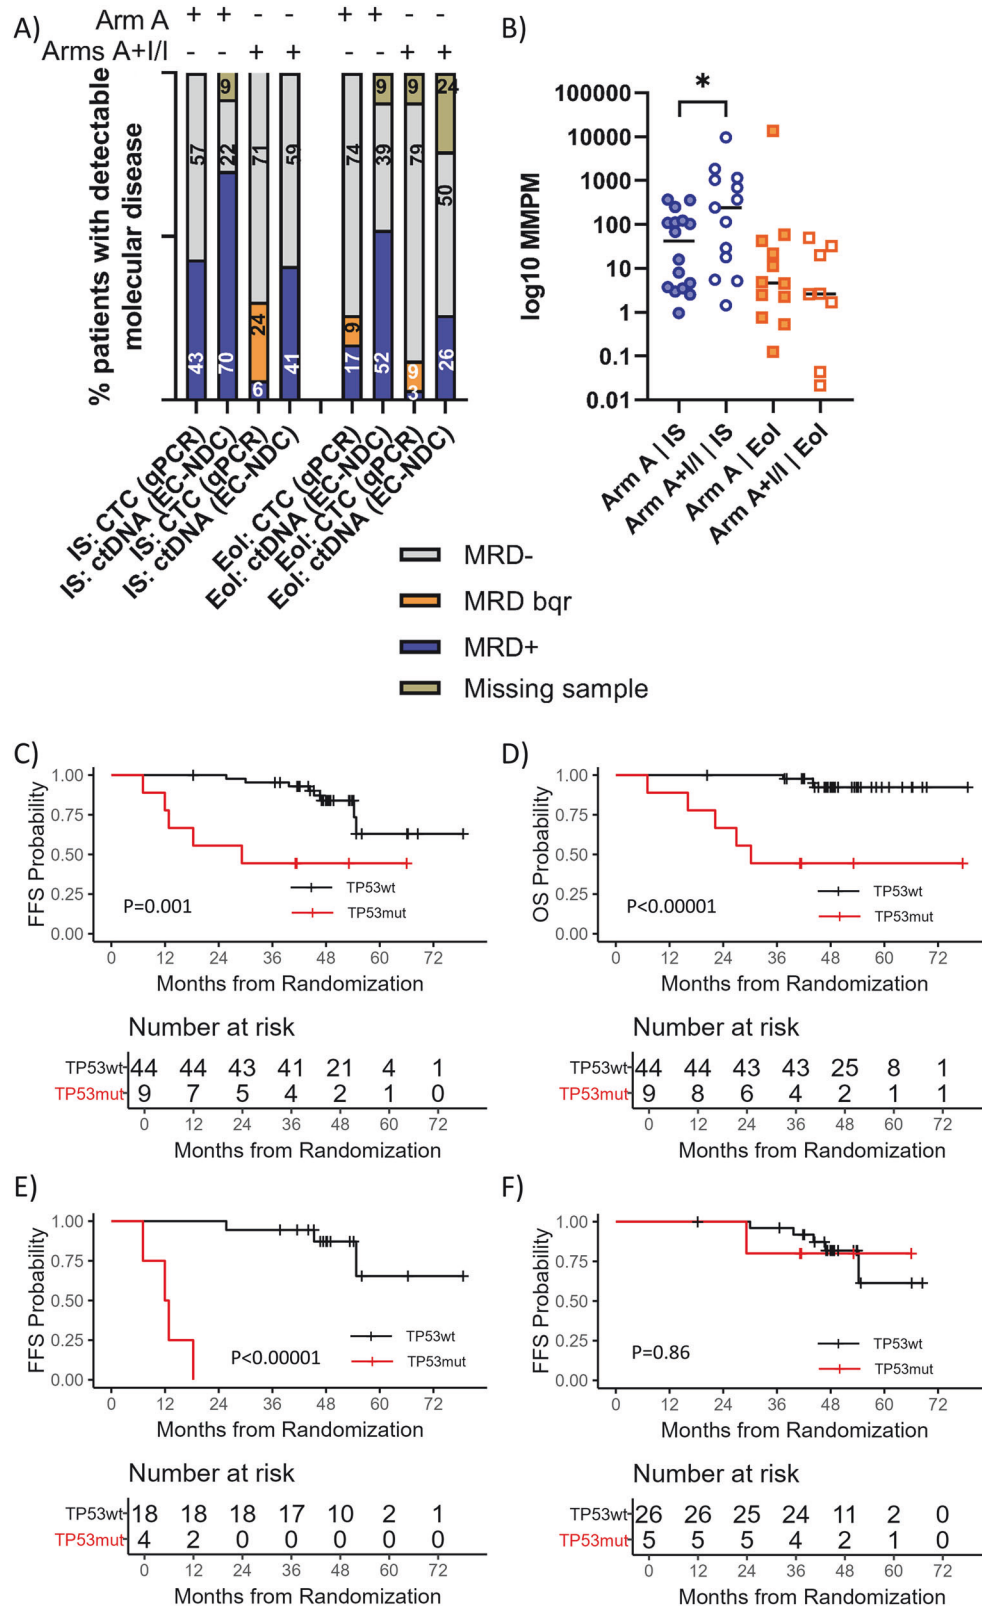 A)
Arm A + + - - + + - -
Arms A+I/I - - + + - - + +
% patients with detectable
molecular disease
57 9 71 59 74 9 9 24
22 39 79 50
43 70 24 41 9 52 9 26
6 17 3
IS: CTC (qPCR)
IS: ctDNA (EC-NDC)
IS: CTC (qPCR)
IS: ctDNA (EC-NDC)
EoI: CTC (qPCR)
EoI: ctDNA (EC-NDC)
EoI: CTC (qPCR)
EoI: ctDNA (EC-NDC)
MRD-
MRD bqr
MRD+
Missing sample
B)
*
log10 MMPM
100000
10000
1000
100
10
1
0.1
0.01
Arm A | IS
Arm A+I/I | IS
Arm A | EoI
Arm A+I/I | EoI
C)
FFS Probability
1.00
0.75
0.50
0.25
0.00
P=0.001
TP53wt
TP53mut
0 12 24 36 48 60 72
Months from Randomization
Number at risk
TP53wt 44 44 43 41 21 4 1
TP53mut 9 7 5 4 2 1 0
0 12 24 36 48 60 72
Months from Randomization
D)
OS Probability
1.00
0.75
0.50
0.25
0.00
P<0.00001
TP53wt
TP53mut
0 12 24 36 48 60 72
Months from Randomization
Number at risk
TP53wt 44 44 43 43 25 8 1
TP53mut 9 8 6 4 2 1 1
0 12 24 36 48 60 72
Months from Randomization
E)
FFS Probability
1.00
0.75
0.50
0.25
0.00
P<0.00001
TP53wt
TP53mut
0 12 24 36 48 60 72
Months from Randomization
Number at risk
TP53wt 18 18 18 17 10 2 1
TP53mut 4 2 0 0 0 0 0
0 12 24 36 48 60 72
Months from Randomization
F)
FFS Probability
1.00
0.75
0.50
0.25
0.00
P=0.86
TP53wt
TP53mut
0 12 24 36 48 60 72
Months from Randomization
Number at risk
TP53wt 26 26 25 24 11 2 0
TP53mut 5 5 5 4 2 1 0
0 12 24 36 48 60 72
Months from Randomization